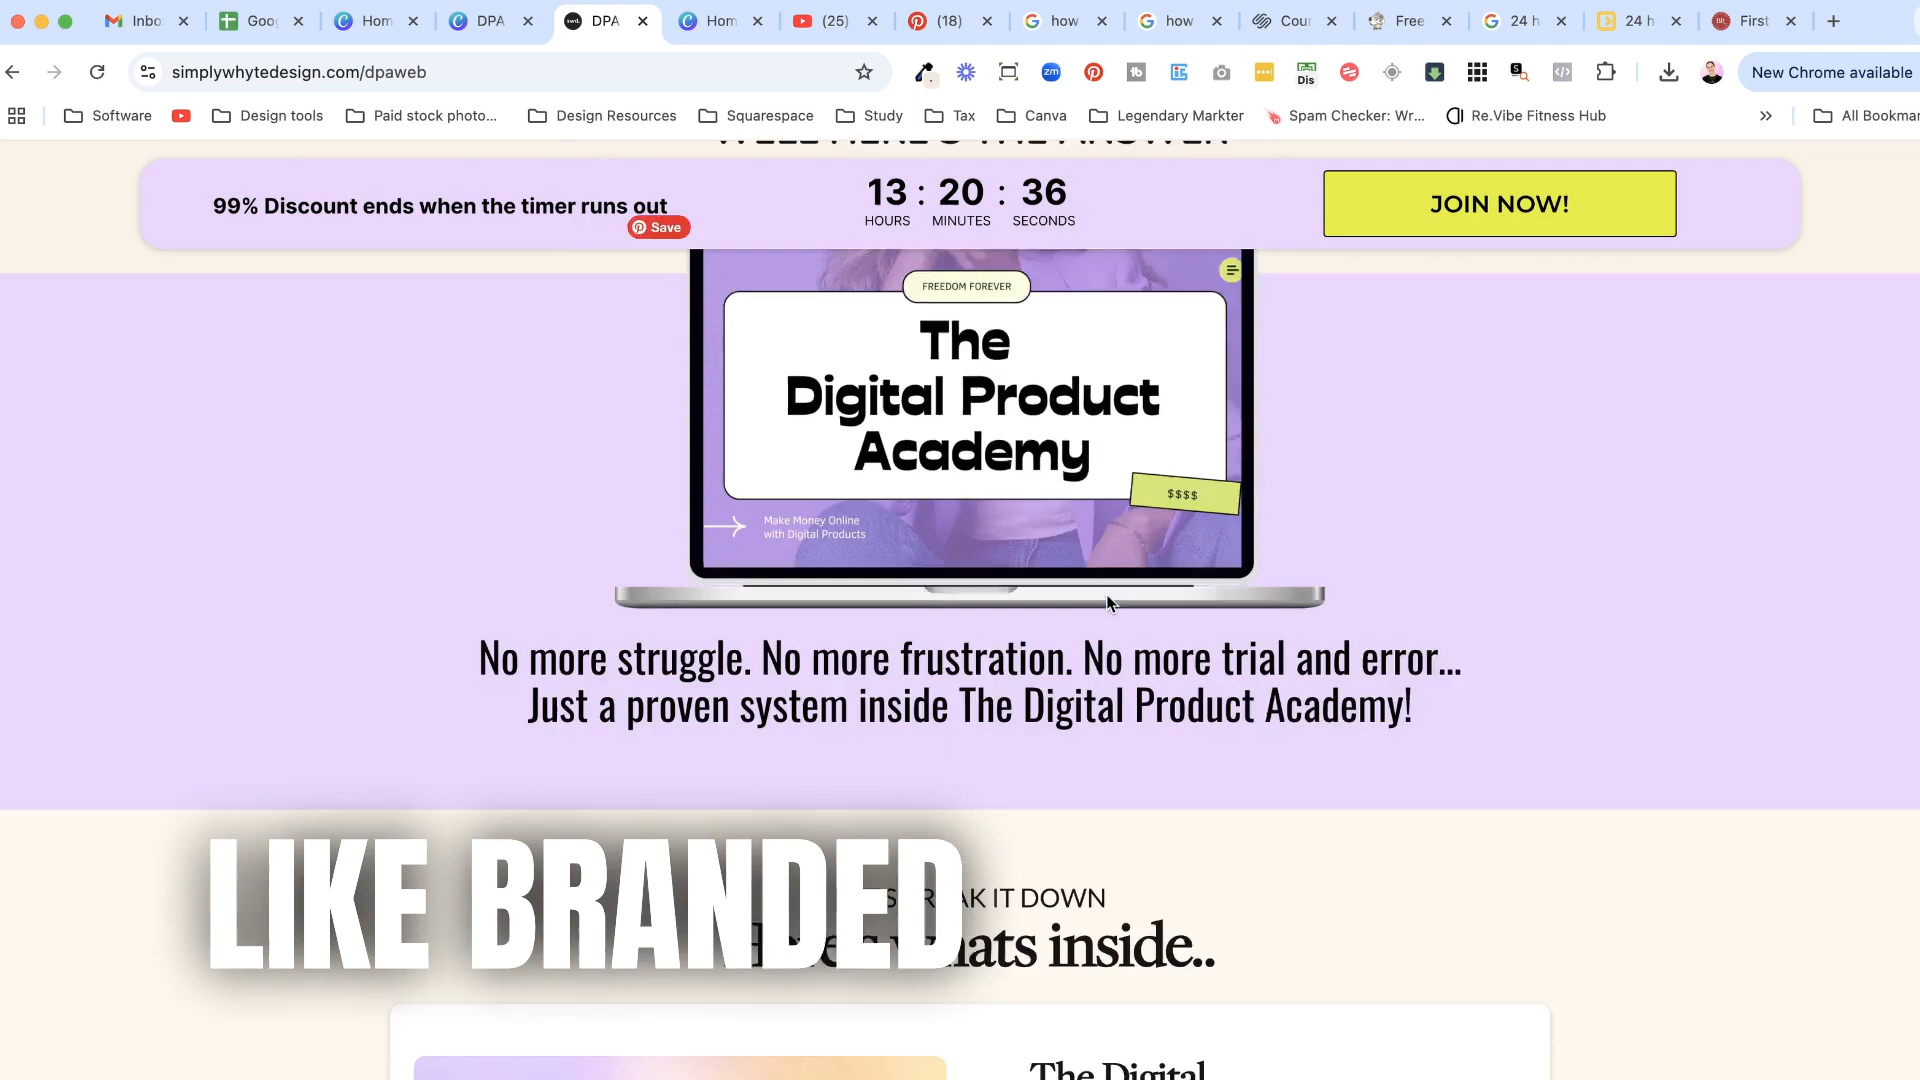 Inbo
Goo
Hom
DPA
swd.
DPA
Hom
(25)
(18)
how
how
Cour
Free
24 h
24 h
BR
First
simplywhytedesign.com/dpaweb
zm
Dis
New Chrome available
Software
Design tools
Paid stock photo...
Design Resources
Squarespace
Study
Tax
Canva
Legendary Markter
Spam Checker: Wr...
Re.Vibe Fitness Hub
All Bookmar
99% Discount ends when the timer runs out
Save
13 : 20 : 36
HOURS MINUTES SECONDS
JOIN NOW!
FREEDOM FOREVER
The
Digital Product
Academy
$$$$
Make Money Online
with Digital Products
No more struggle. No more frustration. No more trial and error...
Just a proven system inside The Digital Product Academy!
LIKE BRANDED
AK IT DOWN
inside..
The Digital